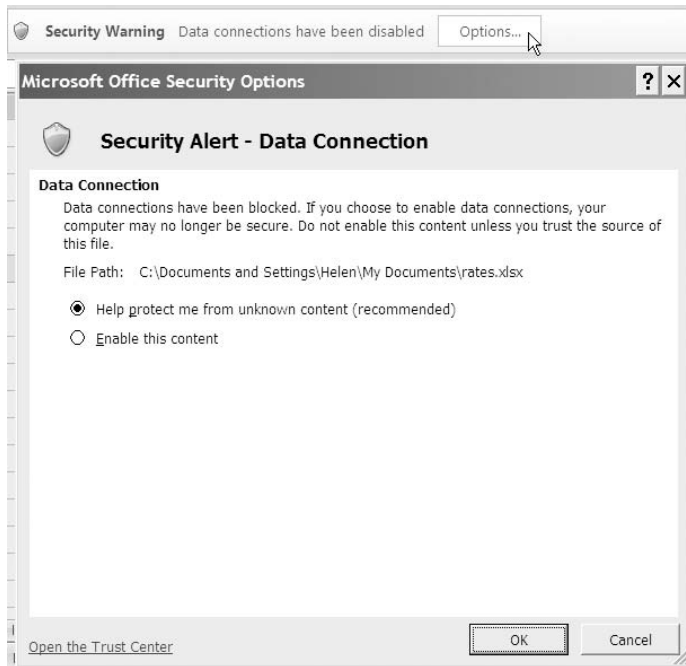 Security Warning Data connections have been disabled Options...
Microsoft Office Security Options ? ×
Security Alert - Data Connection
Data Connection
Data connections have been blocked. If you choose to enable data connections, your
computer may no longer be secure. Do not enable this content unless you trust the source of
this file.
File Path: C:\Documents and Settings\Helen\My Documents\rates.xlsx
Help protect me from unknown content (recommended)
Enable this content
Open the Trust Center OK Cancel